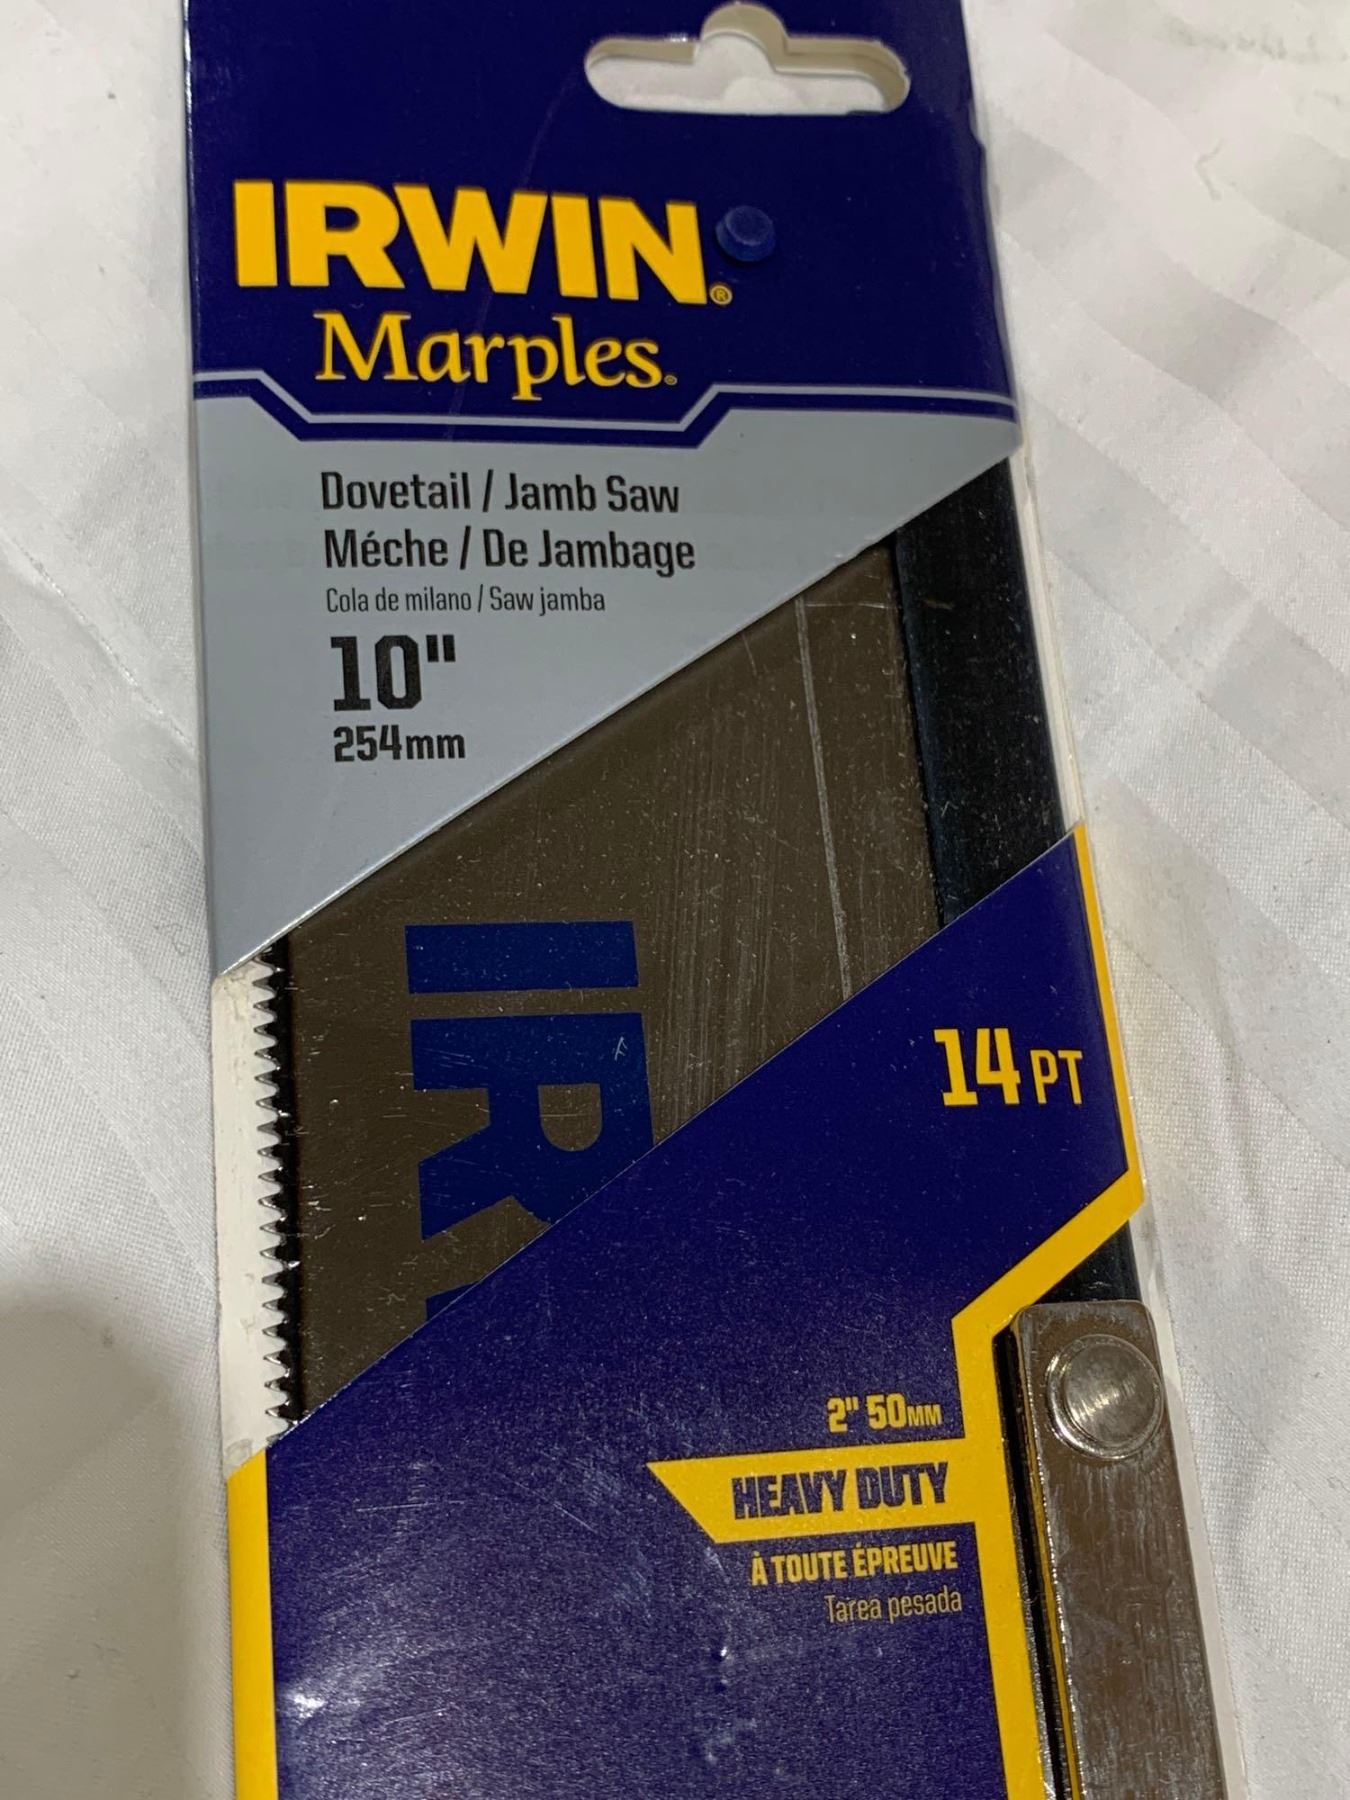 IRWIN®
Marples®
Dovetail / Jamb Saw
Méche / De Jambage
Cola de milano / Saw jamba
10"
254mm
IR
14 PT
2" 50MM
HEAVY DUTY
À TOUTE ÉPREUVE
Tarea pesada